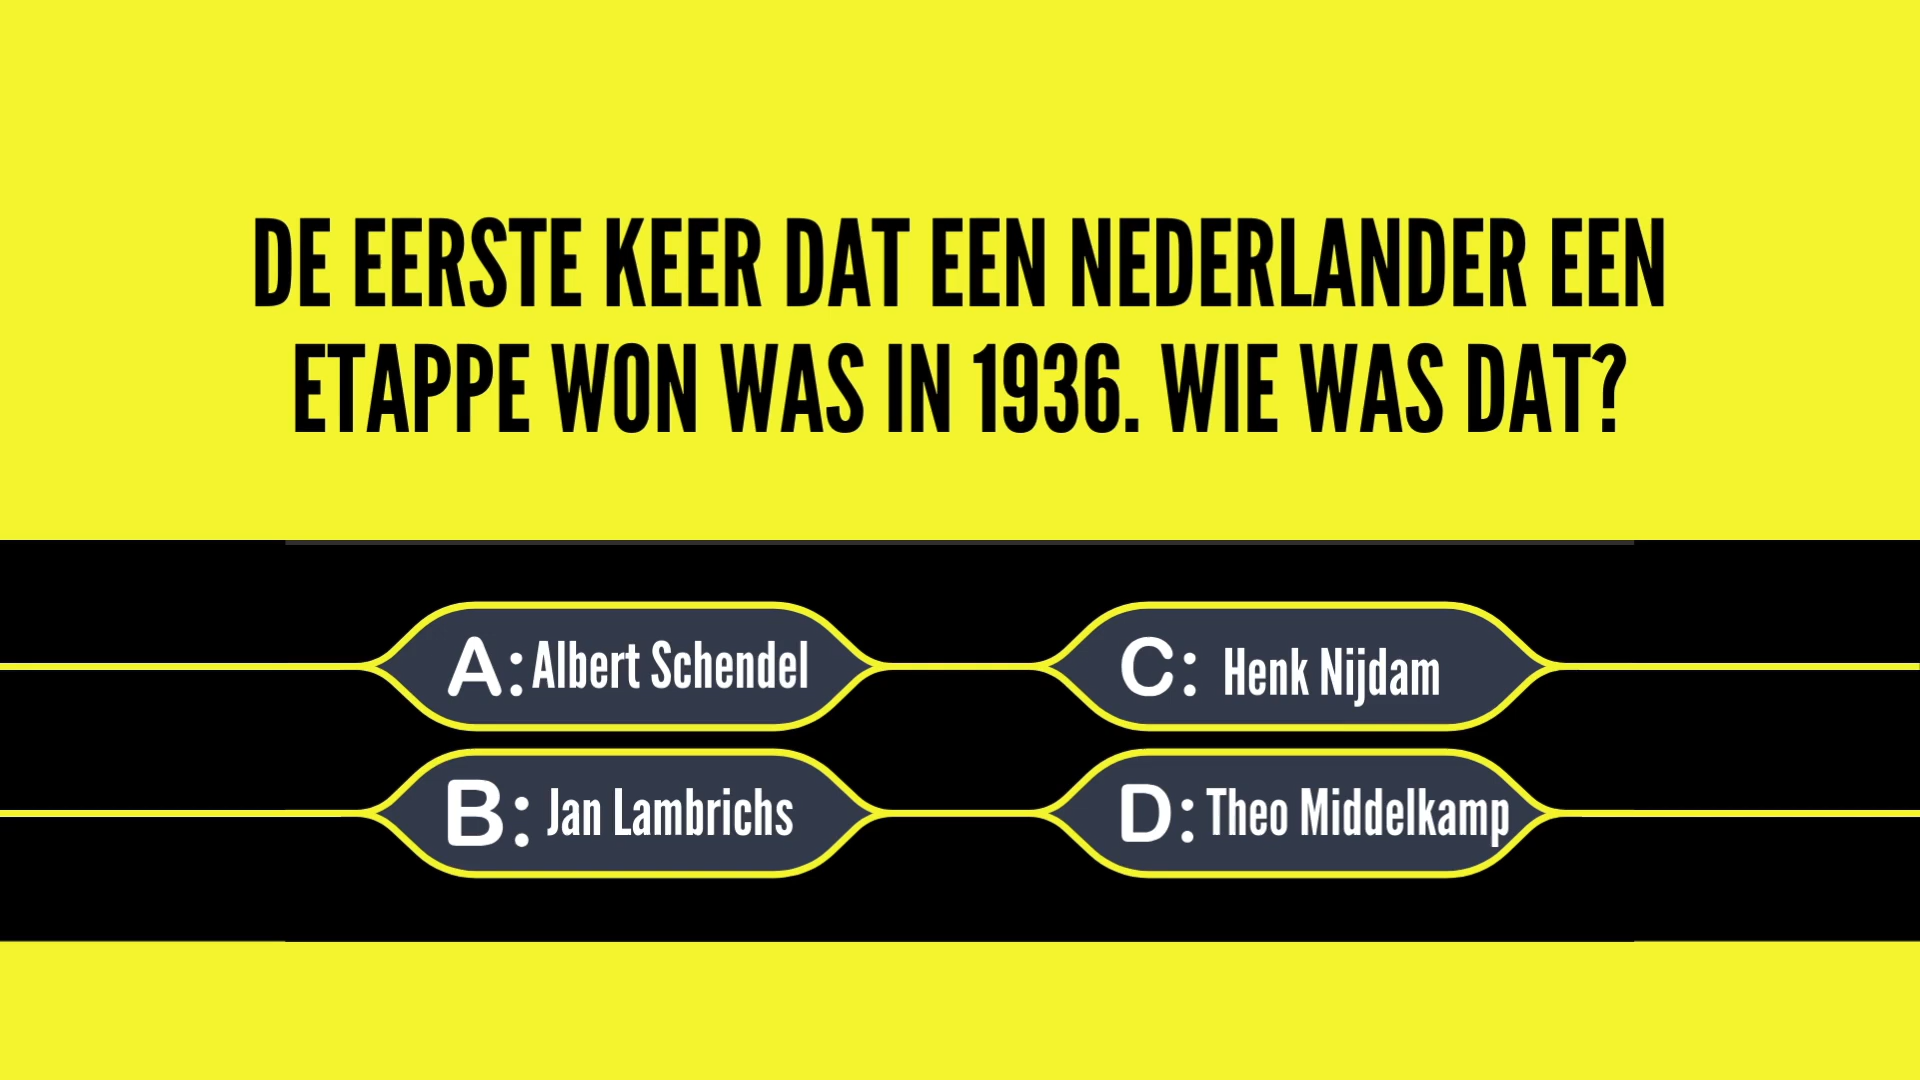 DE EERSTE KEER DAT EEN NEDERLANDER EEN
ETAPPE WON WAS IN 1936. WIE WAS DAT?
A: Albert Schendel
C: Henk Nijdam
B: Jan Lambrichs
D: Theo Middelkamp